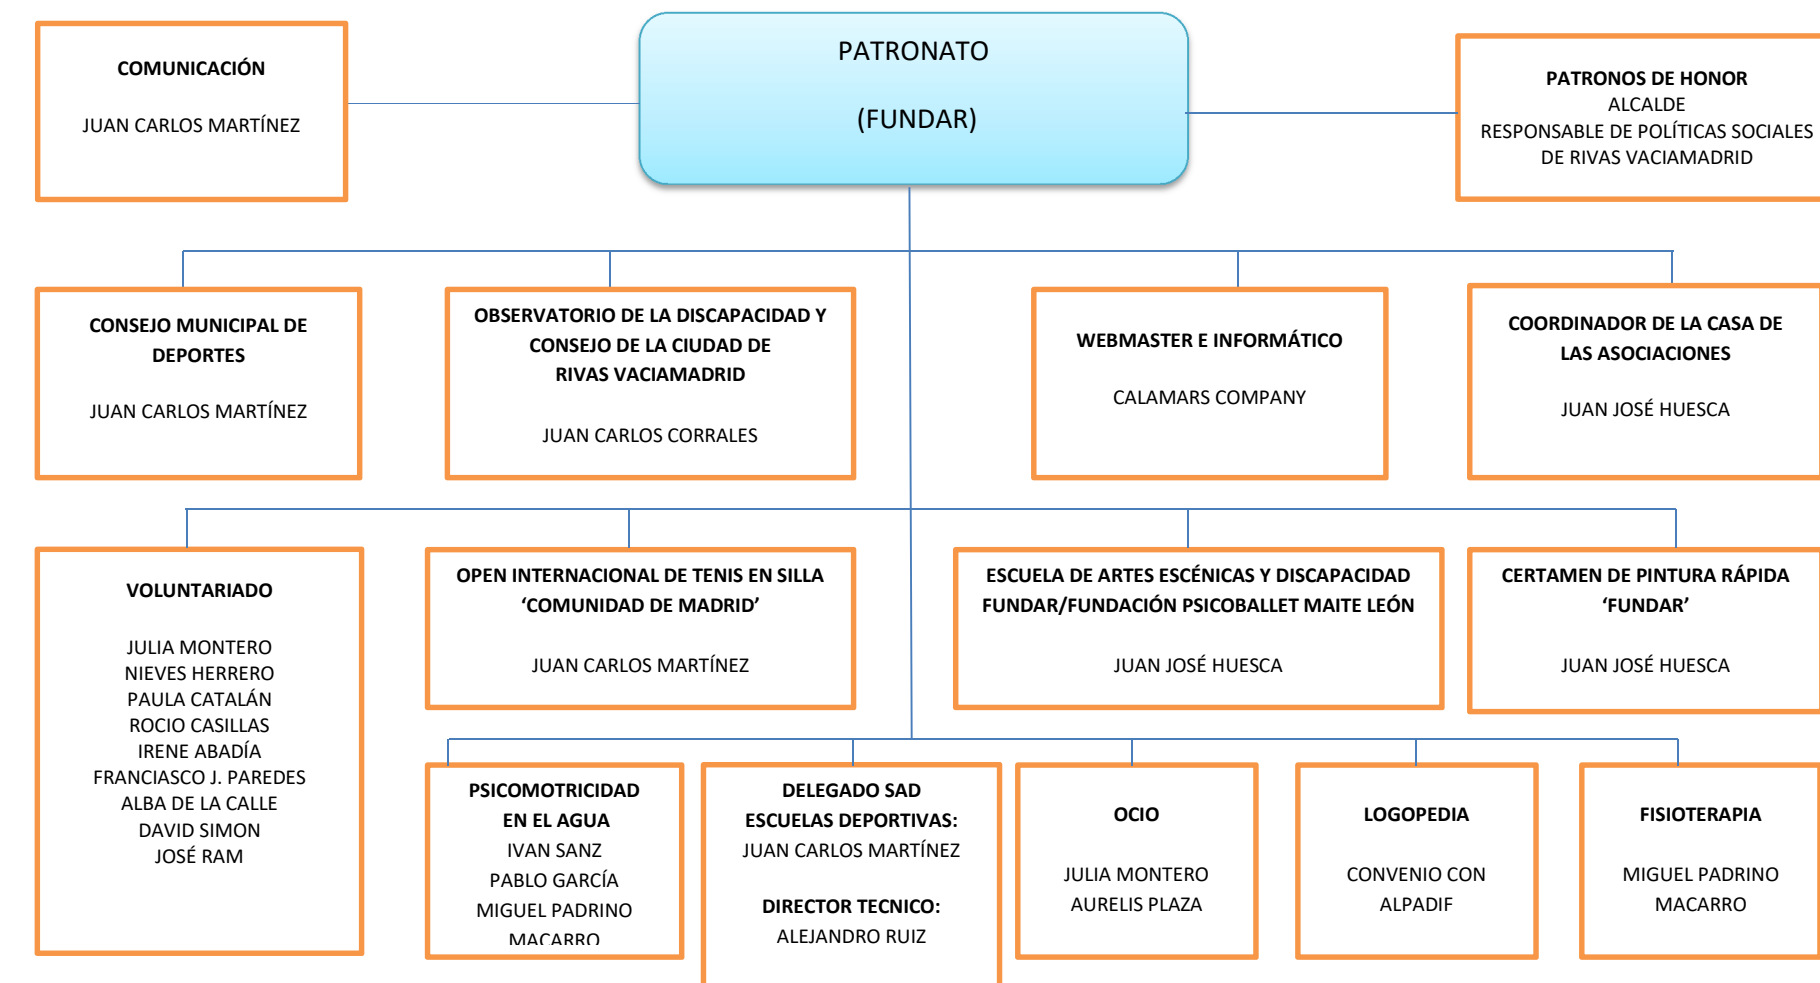 COMUNICACIÓN
JUAN CARLOS MARTÍNEZ
PATRONATO
(FUNDAR)
PATRONOS DE HONOR
ALCALDE
RESPONSABLE DE POLÍTICAS SOCIALES
DE RIVAS VACIAMADRID
CONSEJO MUNICIPAL DE
DEPORTES
JUAN CARLOS MARTÍNEZ
OBSERVATORIO DE LA DISCAPACIDAD Y
CONSEJO DE LA CIUDAD DE
RIVAS VACIAMADRID
JUAN CARLOS CORRALES
WEBMASTER E INFORMÁTICO
CALAMARS COMPANY
COORDINADOR DE LA CASA DE
LAS ASOCIACIONES
JUAN JOSÉ HUESCA
VOLUNTARIADO
JULIA MONTERO
NIEVES HERRERO
PAULA CATALÁN
ROCIO CASILLAS
IRENE ABADÍA
FRANCIASCO J. PAREDES
ALBA DE LA CALLE
DAVID SIMON
JOSÉ RAM
OPEN INTERNACIONAL DE TENIS EN SILLA
‘COMUNIDAD DE MADRID’
JUAN CARLOS MARTÍNEZ
ESCUELA DE ARTES ESCÉNICAS Y DISCAPACIDAD
FUNDAR/FUNDACIÓN PSICOBALLET MAITE LEÓN
JUAN JOSÉ HUESCA
CERTAMEN DE PINTURA RÁPIDA
‘FUNDAR’
JUAN JOSÉ HUESCA
PSICOMOTRICIDAD
EN EL AGUA
IVAN SANZ
PABLO GARCÍA
MIGUEL PADRINO
MACARRO
DELEGADO SAD
ESCUELAS DEPORTIVAS:
JUAN CARLOS MARTÍNEZ
DIRECTOR TECNICO:
ALEJANDRO RUIZ
OCIO
JULIA MONTERO
AURELIS PLAZA
LOGOPEDIA
CONVENIO CON
ALPADIF
FISIOTERAPIA
MIGUEL PADRINO
MACARRO